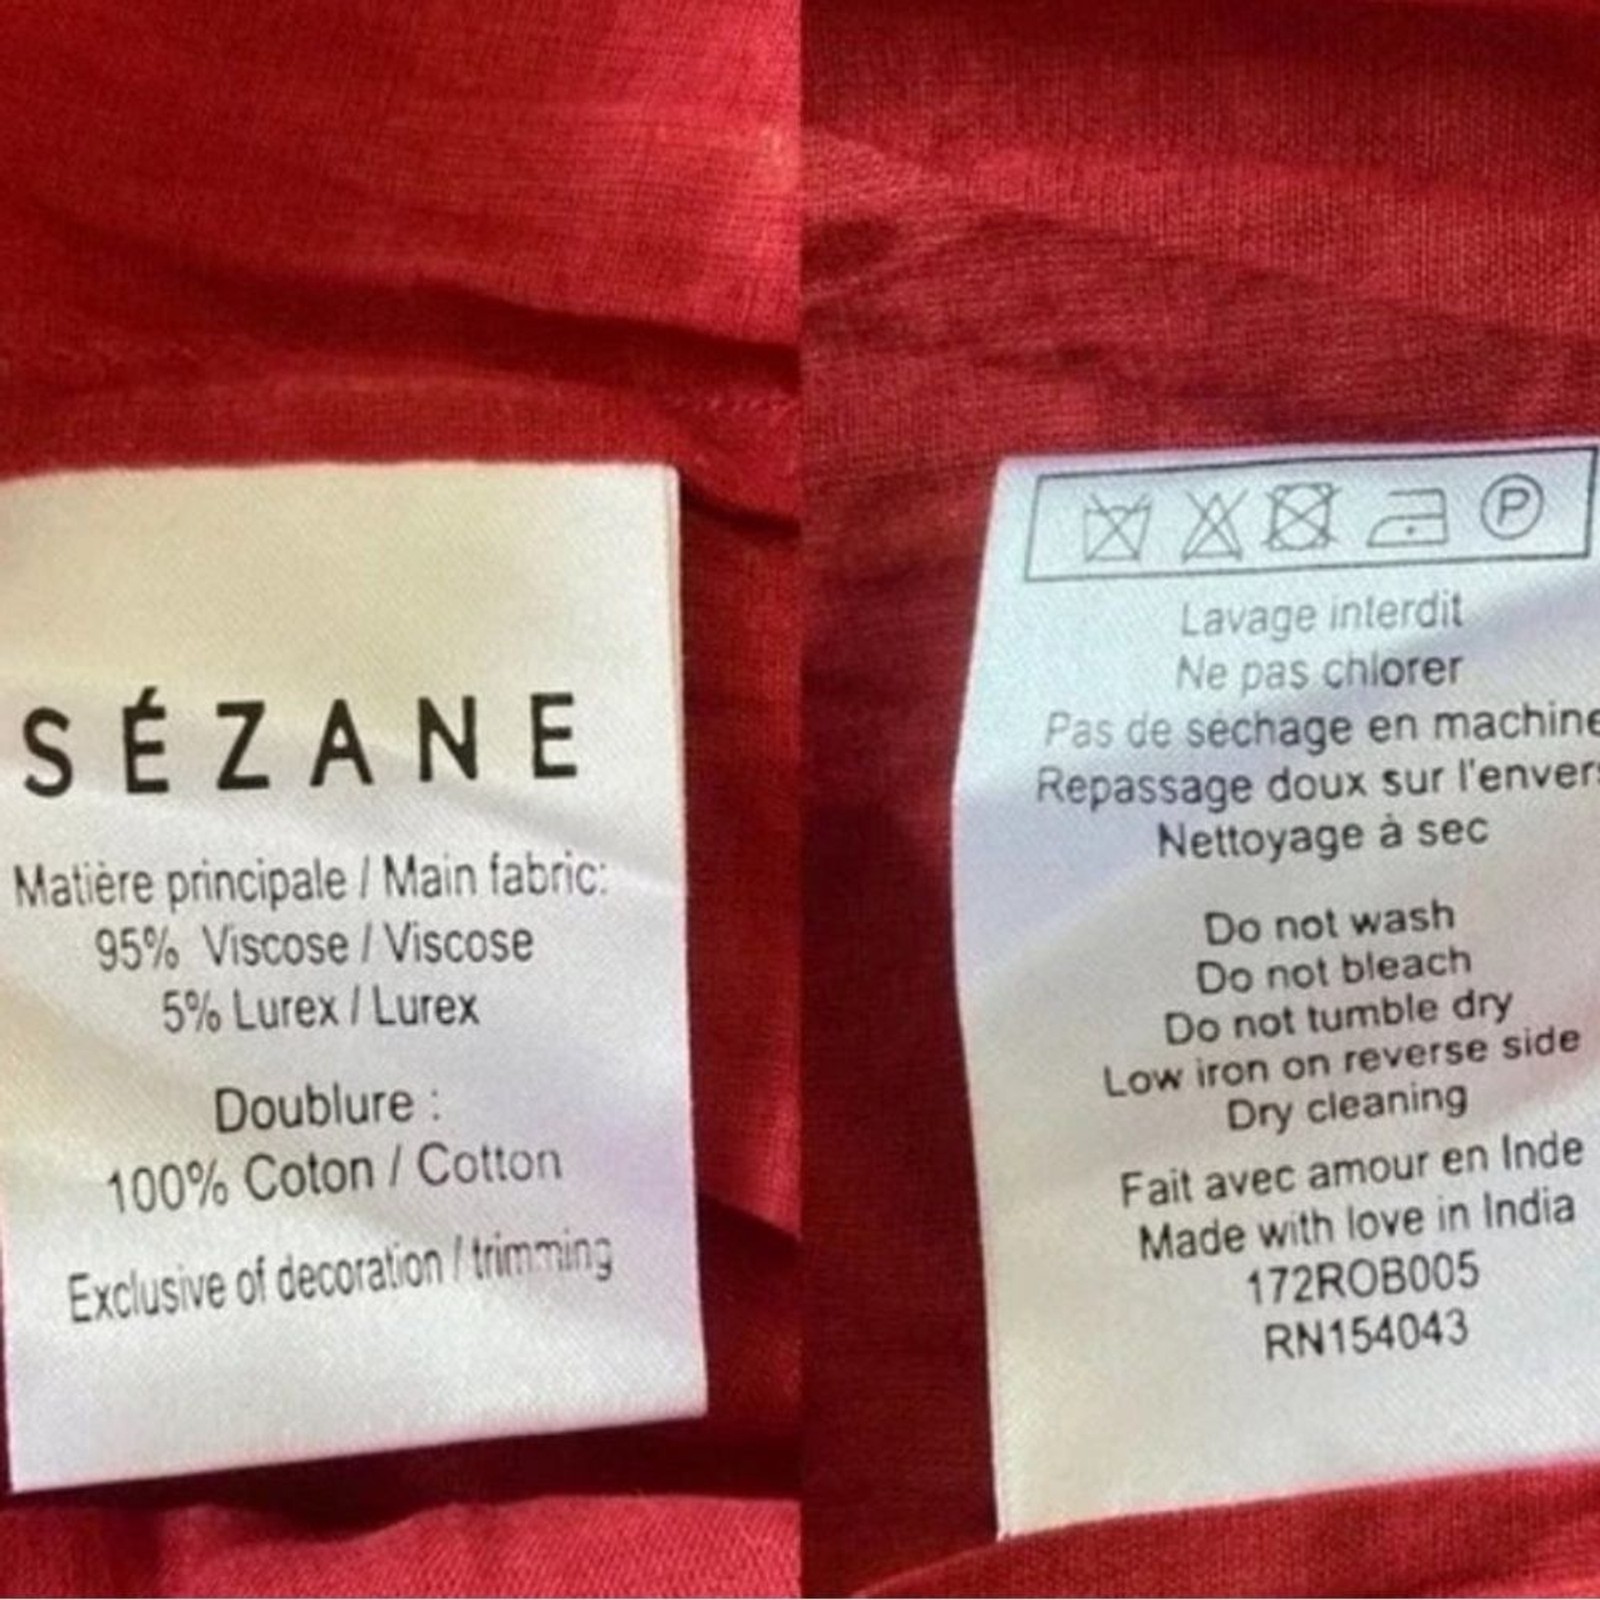 SÉZANE
Matière principale / Main fabric:
95% Viscose / Viscose
5% Lurex / Lurex
Doublure :
100% Coton / Cotton
Exclusive of decoration / trimming
P
Lavage interdit
Ne pas chlorer
Pas de séchage en machine
Repassage doux sur l'envers
Nettoyage à sec
Do not wash
Do not bleach
Do not tumble dry
Low iron on reverse side
Dry cleaning
Fait avec amour en Inde
Made with love in India
172ROB005
RN154043